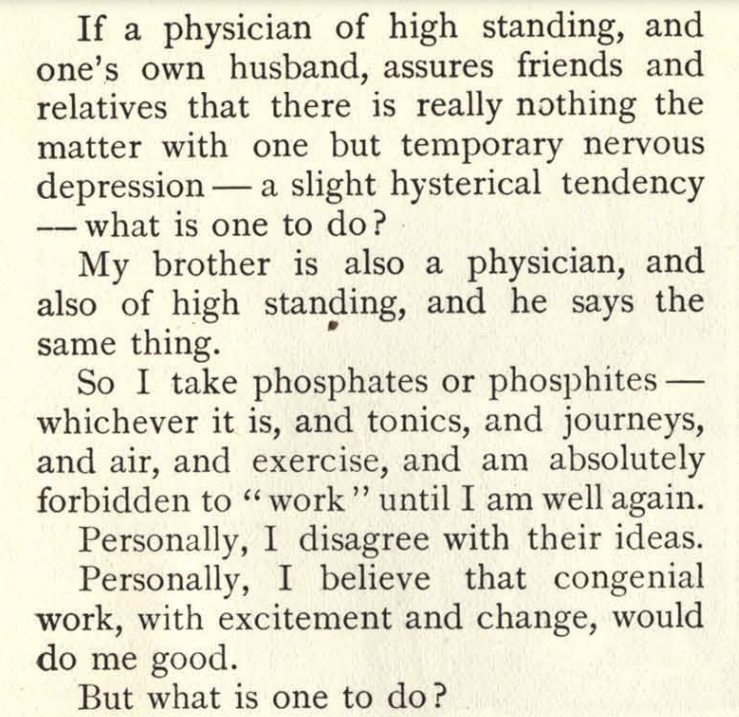 If a physician of high standing, and
one's own husband, assures friends and
relatives that there is really nothing the
matter with one but temporary nervous
depression — a slight hysterical tendency
— what is one to do?
My brother is also a physician, and
also of high standing, and he says the
same thing.
So I take phosphates or phosphites —
whichever it is, and tonics, and journeys,
and air, and exercise, and am absolutely
forbidden to “ work ” until I am well again.
Personally, I disagree with their ideas.
Personally, I believe that congenial
work, with excitement and change, would
do me good.
But what is one to do?